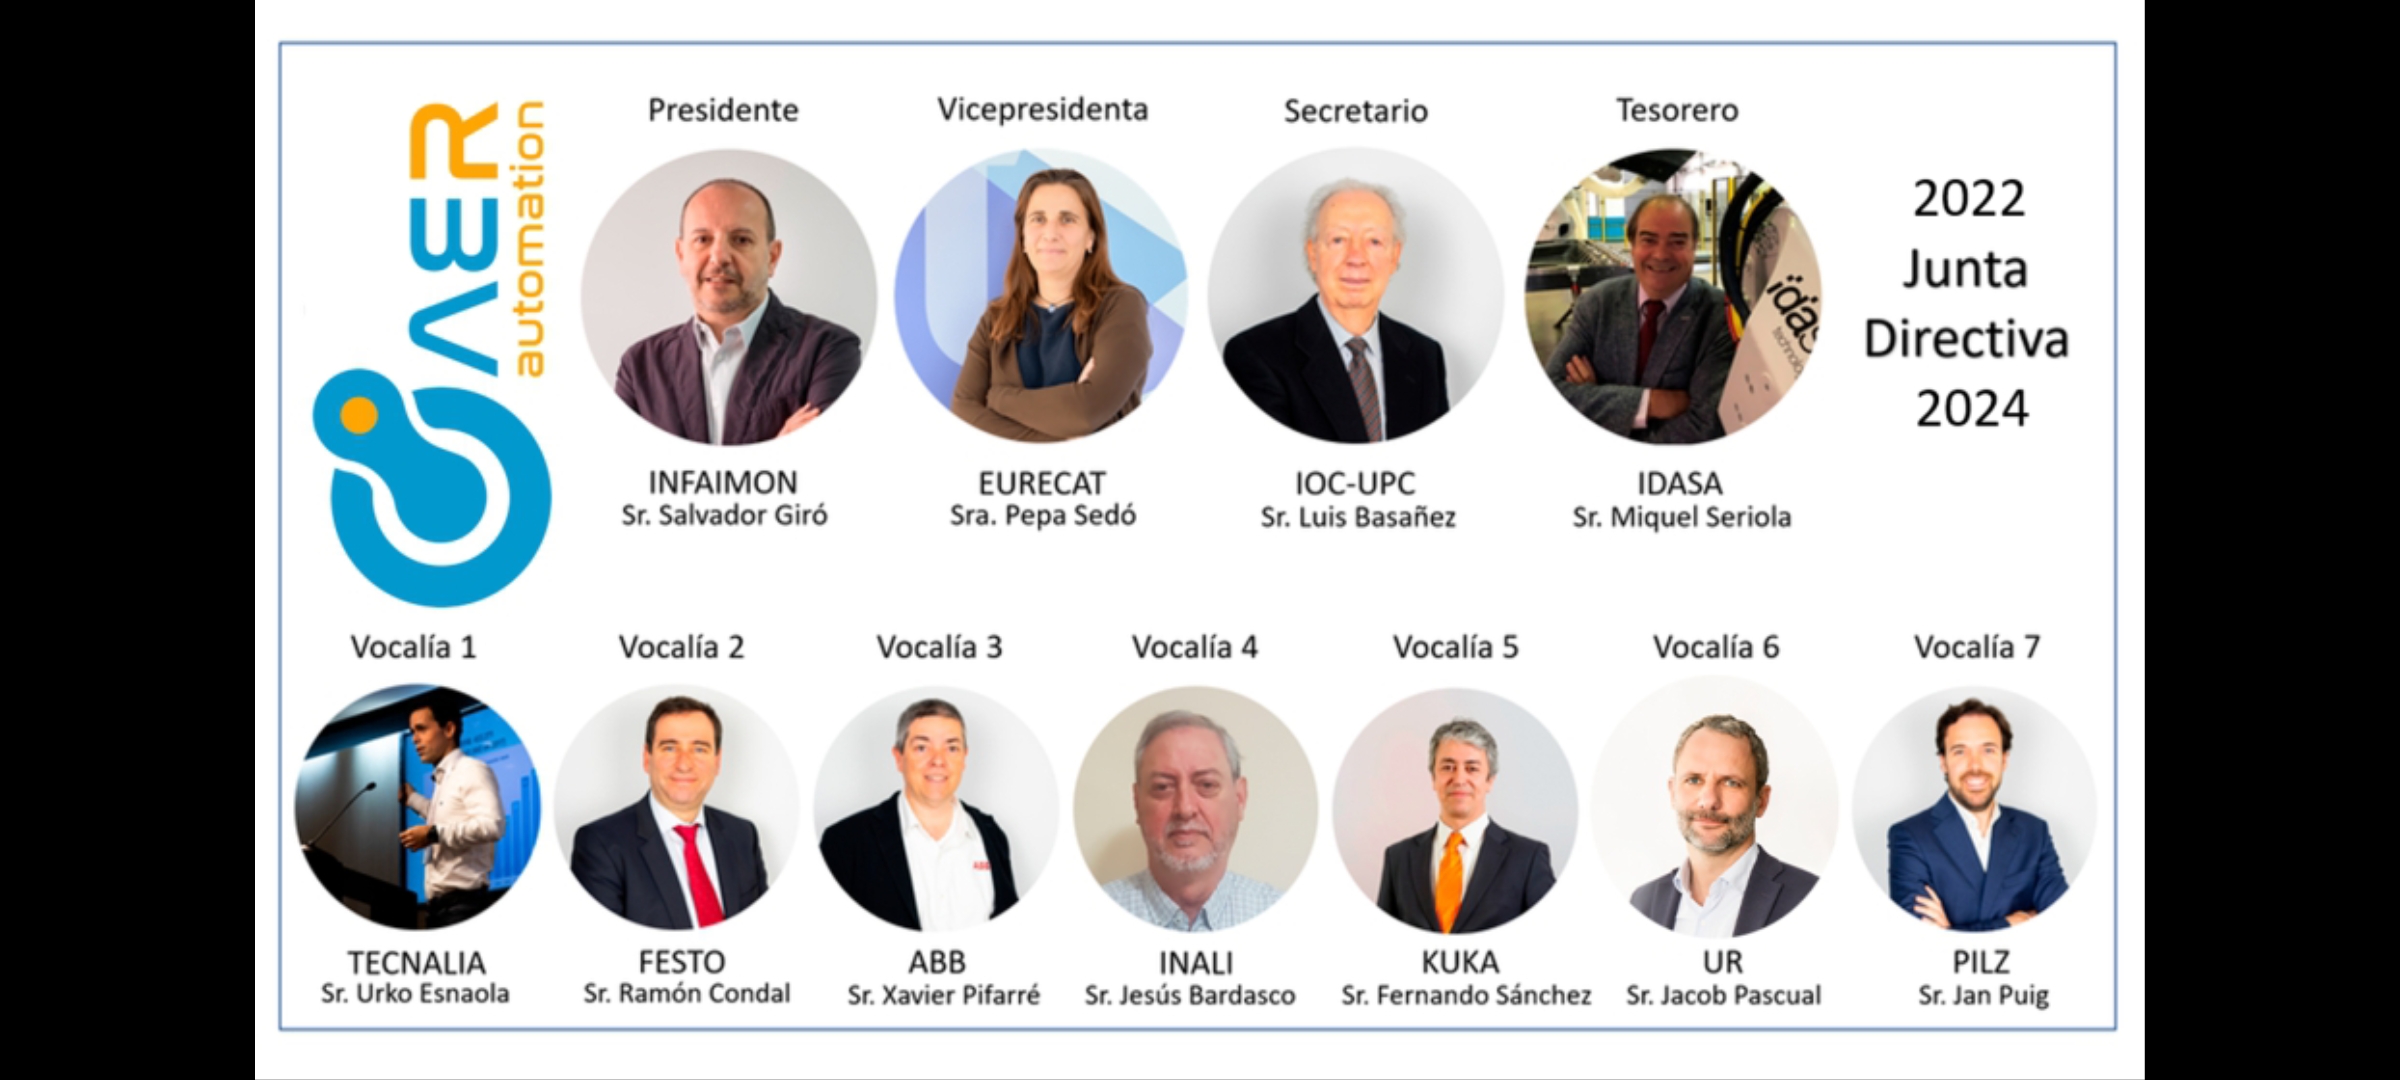 AER
automation
Presidente
Vicepresidenta
Secretario
Tesorero
INFAIMON
Sr. Salvador Giró
EURECAT
Sra. Pepa Sedó
IOC-UPC
Sr. Luis Basañez
IDASA
Sr. Miquel Seriola
2022
Junta
Directiva
2024
Vocalía 1
Vocalía 2
Vocalía 3
Vocalía 4
Vocalía 5
Vocalía 6
Vocalía 7
ABB
TECNALIA
Sr. Urko Esnaola
FESTO
Sr. Ramón Condal
ABB
Sr. Xavier Pifarré
INALI
Sr. Jesús Bardasco
KUKA
Sr. Fernando Sánchez
UR
Sr. Jacob Pascual
PILZ
Sr. Jan Puig